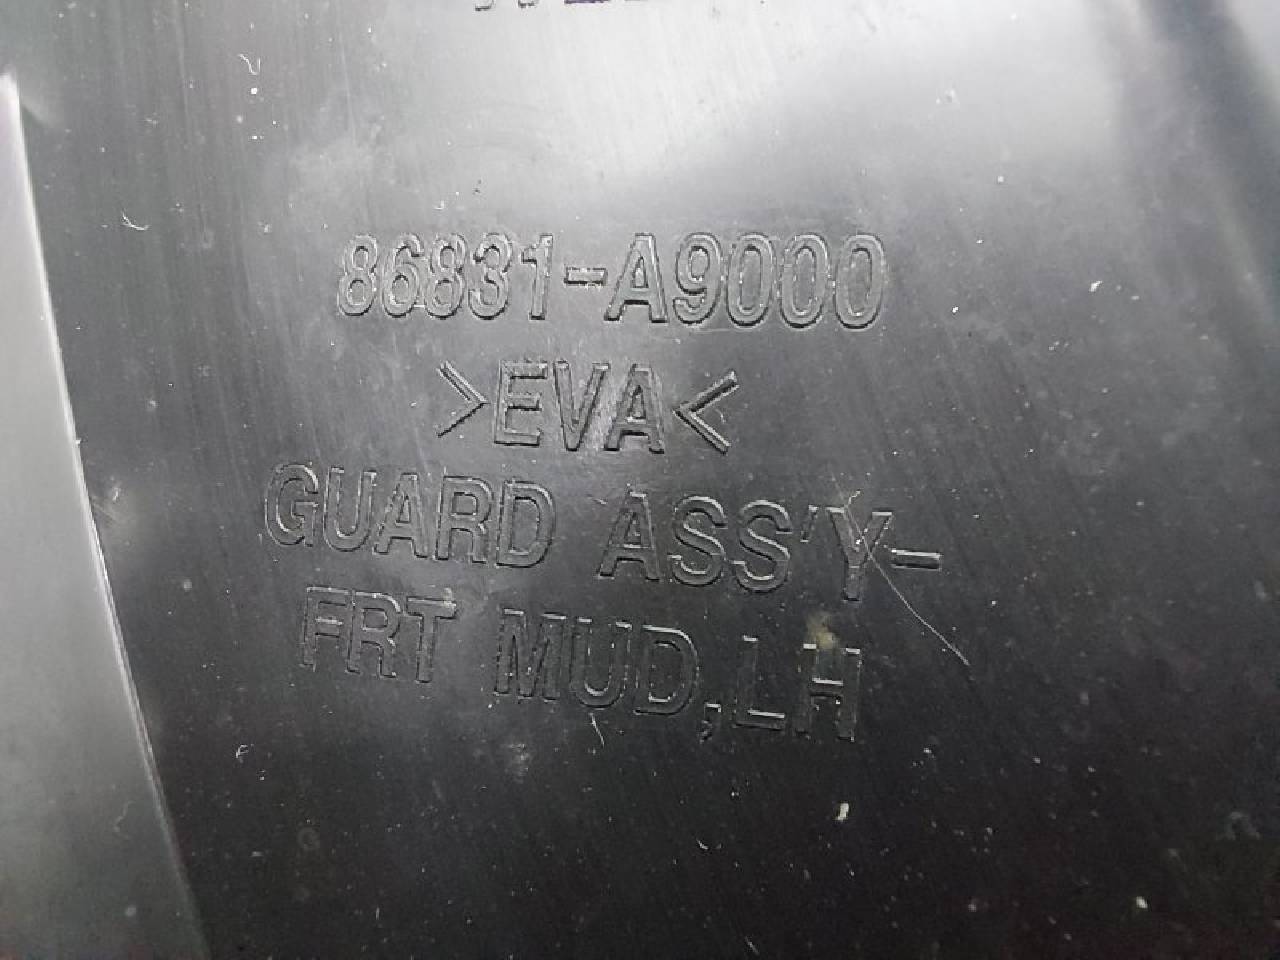 86831-A9000
>EVA<
GUARD ASS'Y-
FRT MUD,LH